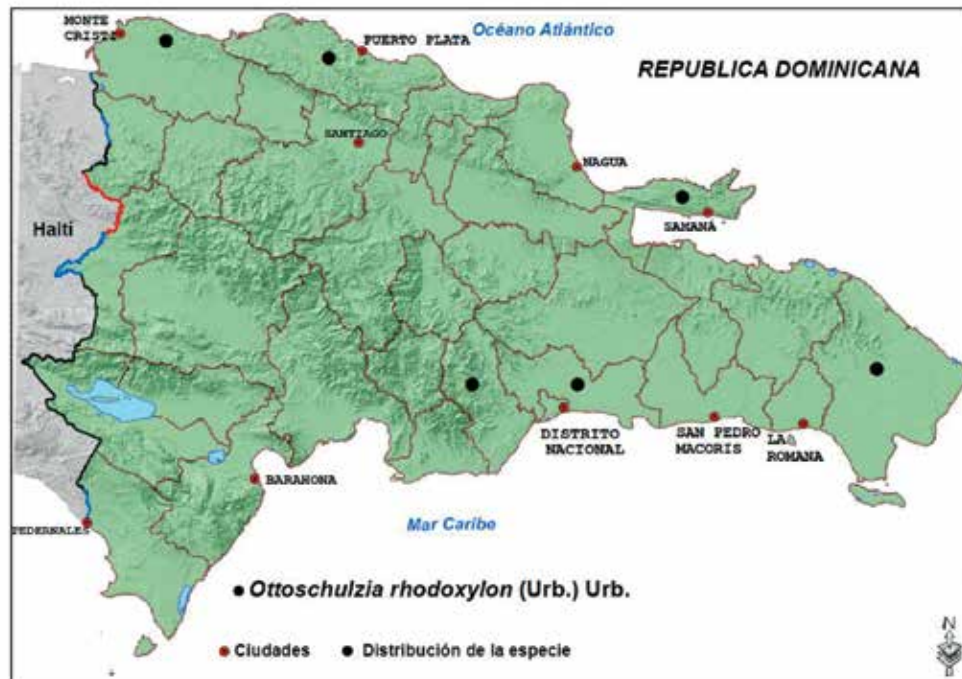 MONTE
CRISTI
PUERTO PLATA
Océano Atlántico
REPUBLICA DOMINICANA
SANTIAGO
NAGUA
SAMANÁ
Haltí
DISTRITO
NACIONAL
SAN PEDRO
MACORIS
LA
ROMANA
BARAHONA
PEDERNALES
Mar Caribe
Ottoschulzia rhodoxylon (Urb.) Urb.
Ciudades
Distribución de la especie
N